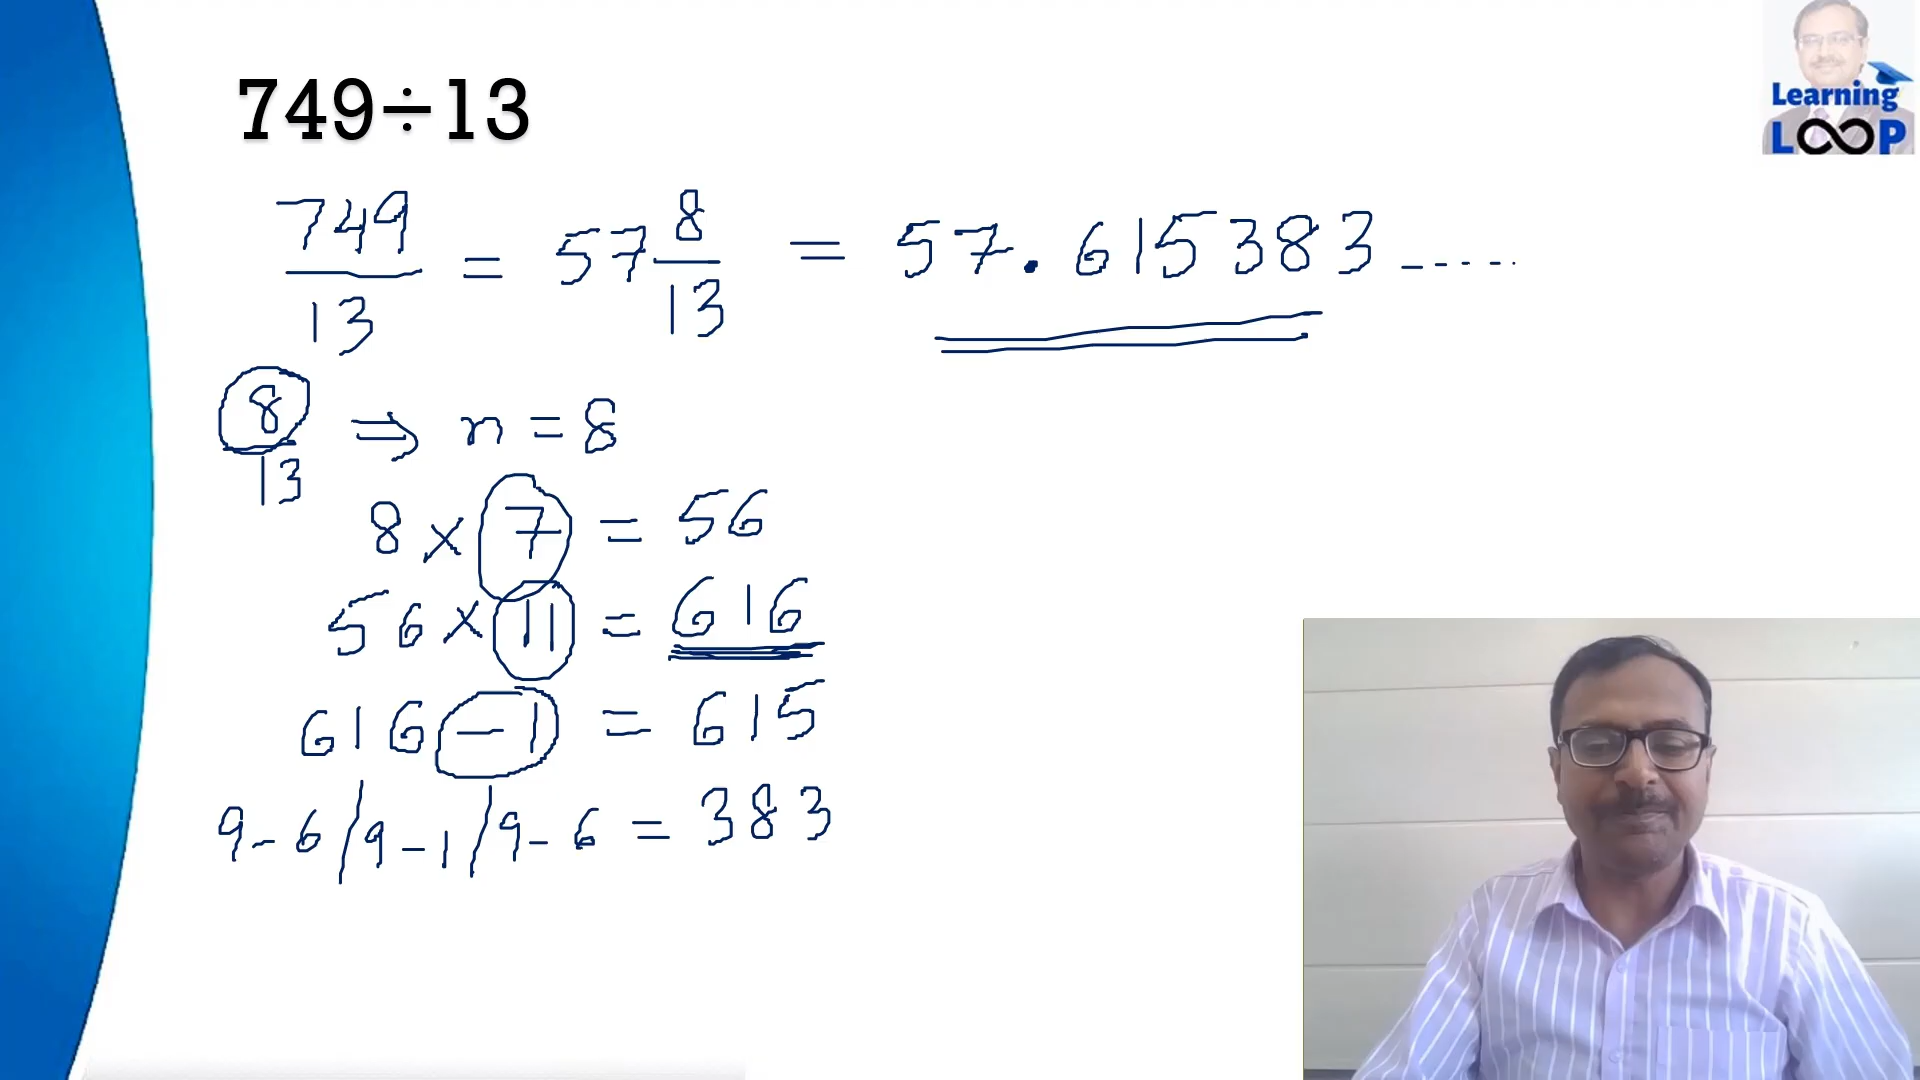 749÷13
Learning
LOOP
749/13 = 57 8/13 = 57.615383-----
8/13 ⇒ n = 8
8 × 7 = 56
56 × 11 = 616
616 - 1 = 615
9-6/9-1/9-6 = 383